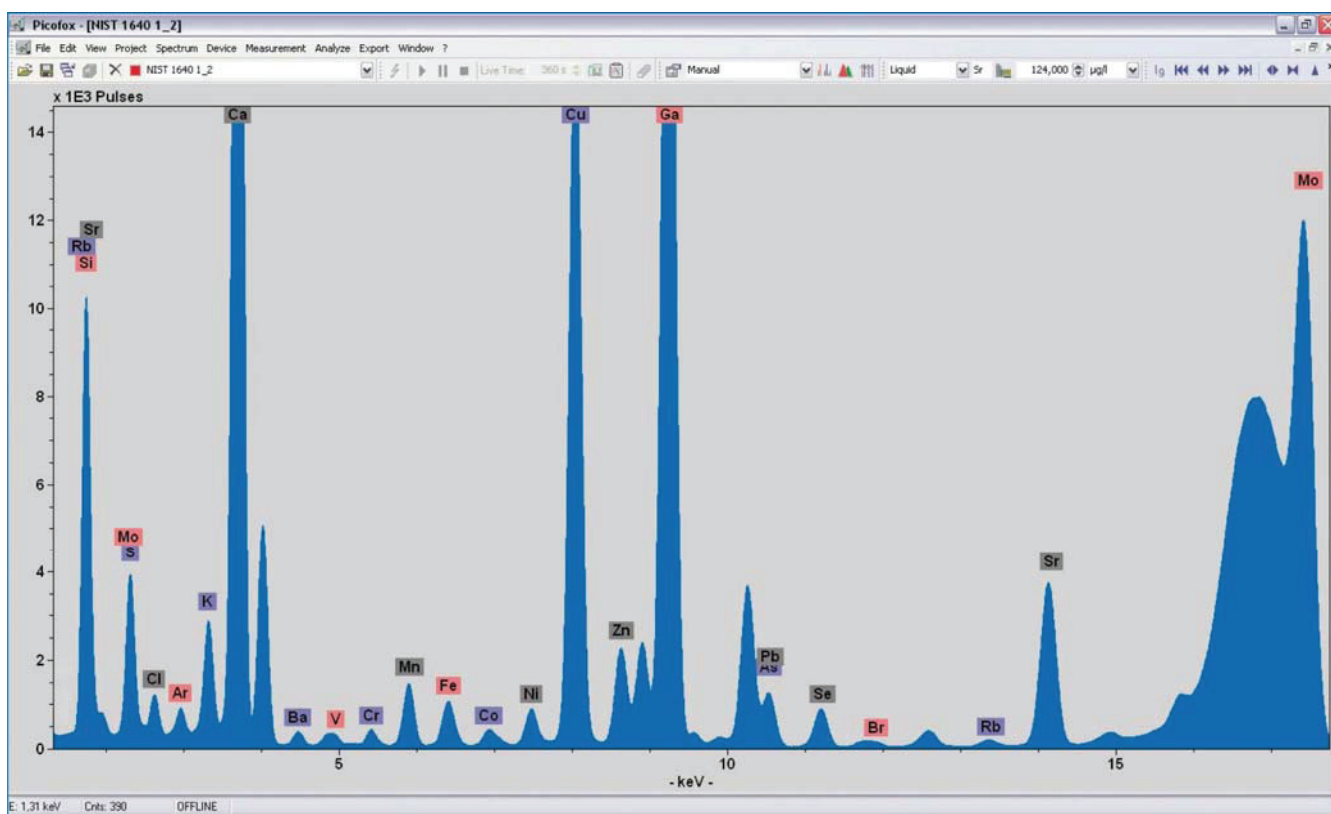 Picofox - [NIST 1640 1_2]
File Edit View Project Spectrum Device Measurement Analyze Export Window ?
NIST 1640 1_2 Live Time: 360 s Manual Liquid Sr 124,000 µg/l lg
x 1E3 Pulses
14
12
10
8
6
4
2
0
Sr
Rb
Si
Mo
S
Cl
Ar
K
Ca
Ba
V
Cr
Mn
Fe
Co
Ni
Cu
Zn
Ga
Pb
As
Se
Br
Rb
Sr
Mo
5 10 15
- keV -
E: 1,31 keV Cnts: 390 OFFLINE